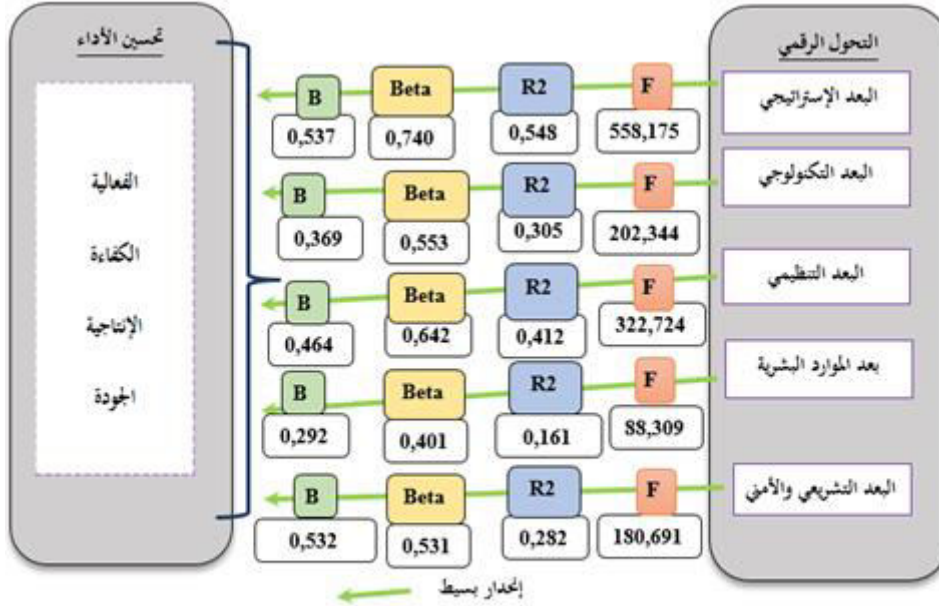 التحول الرقمي
تحسين الأداء
البعد الإستراتيجي
F
R2
Beta
B
558,175
0,548
0,740
0,537
البعد التكنولوجي
F
R2
Beta
B
202,344
0,305
0,553
0,369
البعد التنظيمي
F
R2
Beta
B
322,724
0,412
0,642
0,464
بعد الموارد البشرية
F
R2
Beta
B
88,309
0,161
0,401
0,292
البعد التشريعي والأمني
F
R2
Beta
B
180,691
0,282
0,531
0,532
الفعالية
الكفاءة
الإنتاجية
الجودة
إنحدار بسيط